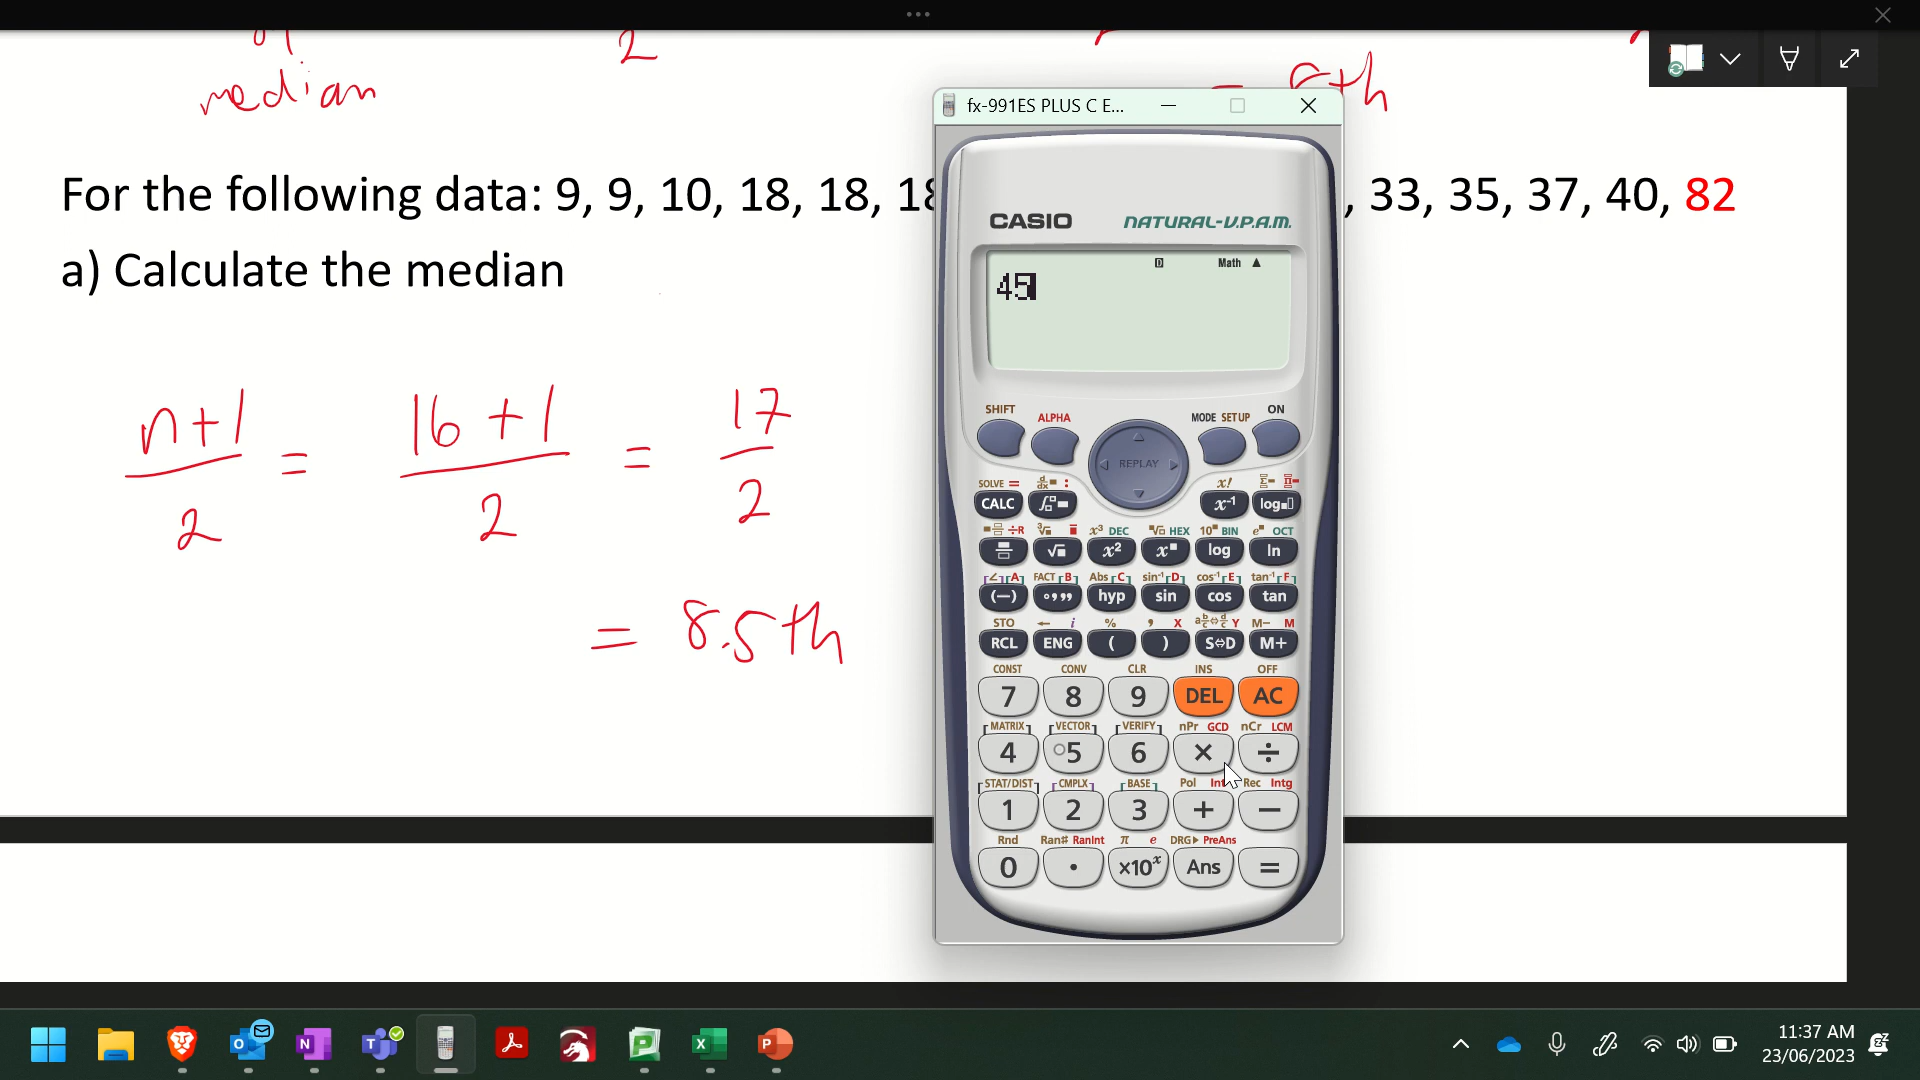 median
2
th
fx-991ES PLUS C E...
For the following data: 9, 9, 10, 18, 18, 18 , 33, 35, 37, 40, 82
a) Calculate the median
CASIO NATURAL-V.P.A.M.
D Math ▲
45
n+1/2 = 16+1/2 = 17/2
= 8.5th
SHIFT ALPHA MODE SETUP ON
REPLAY
SOLVE = d/dx : x! Σ Π
CALC ∫ x⁻¹ log
÷R ³√ x³ DEC √ HEX 10 BIN e OCT
√ x² x log ln
∠ A FACT B Abs C sin⁻¹ D cos⁻¹ E tan⁻¹ F
(−) ° , ,, hyp sin cos tan
STO ← i % , X a b/c⇔d/c Y M− M
RCL ENG ( ) S⇔D M+
CONST CONV CLR INS OFF
7 8 9 DEL AC
MATRIX VECTOR VERIFY nPr GCD nCr LCM
4 5 6 × ÷
STAT/DIST CMPLX BASE Pol Int Rec Intg
1 2 3 + −
Rnd Ran# RanInt π e DRG▶ PreAns
0 . ×10ˣ Ans =
11:37 AM
23/06/2023